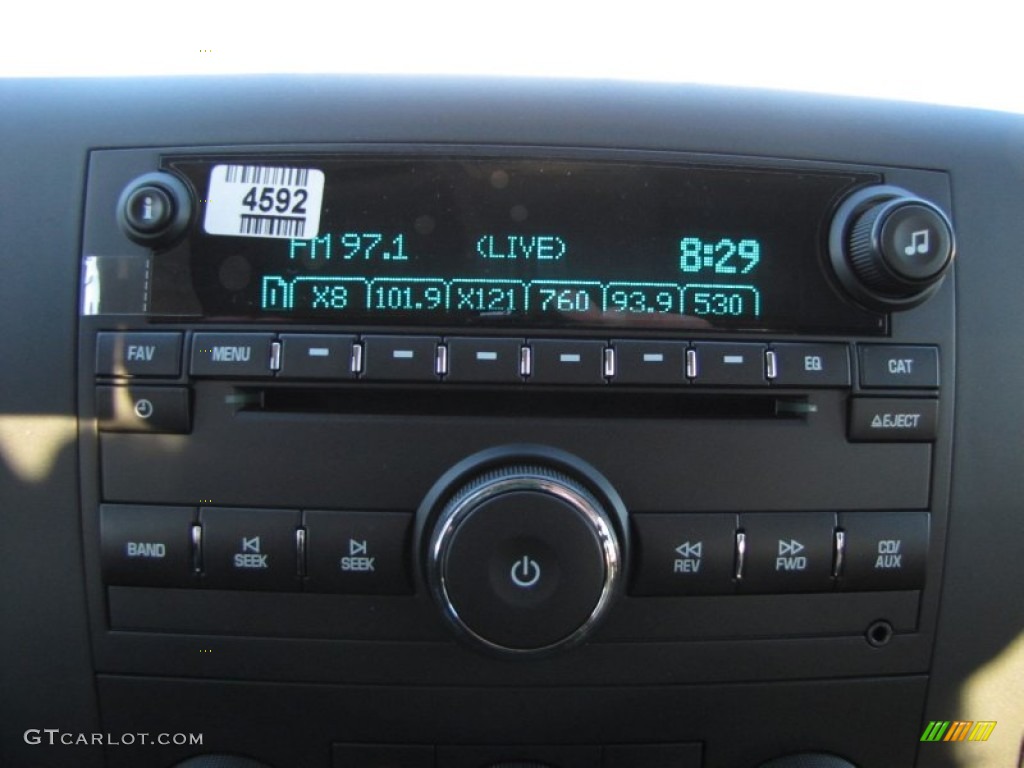 4592
FM 97.1 (LIVE) 8:29
X8 101.9 X121 760 93.9 530
FAV MENU EQ CAT
EJECT
BAND SEEK SEEK REV FWD CD/
AUX
GTCARLOT.COM